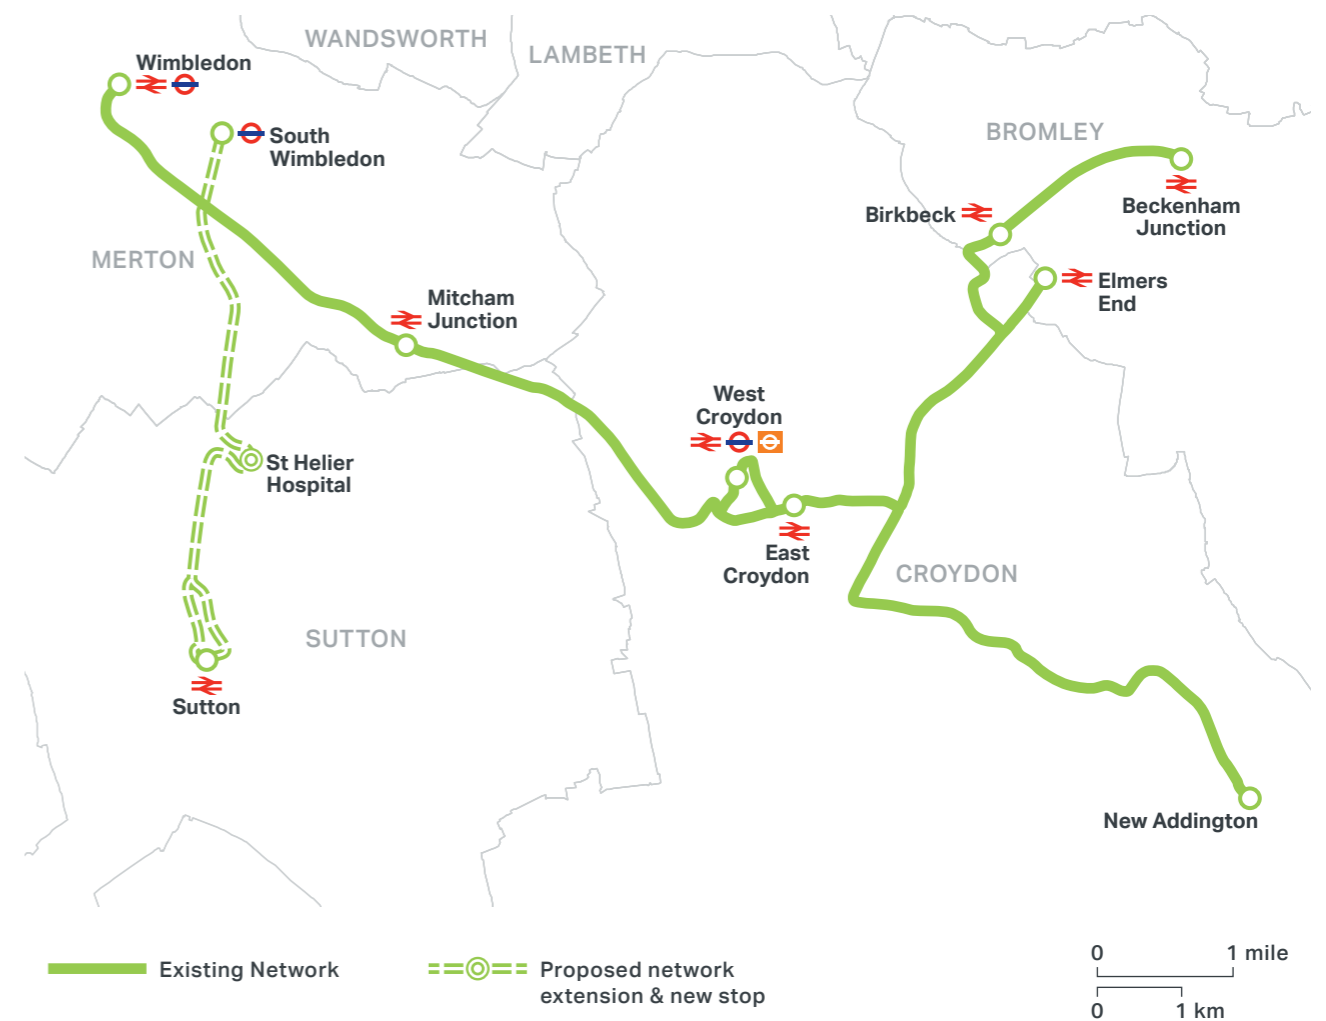 WANDSWORTH
LAMBETH
Wimbledon
South
Wimbledon
BROMLEY
Beckenham
Junction
Birkbeck
MERTON
Elmers
End
Mitcham
Junction
West
Croydon
St Helier
Hospital
East
Croydon
CROYDON
SUTTON
Sutton
New Addington
Existing Network
Proposed network
extension & new stop
0 1 mile
0 1 km